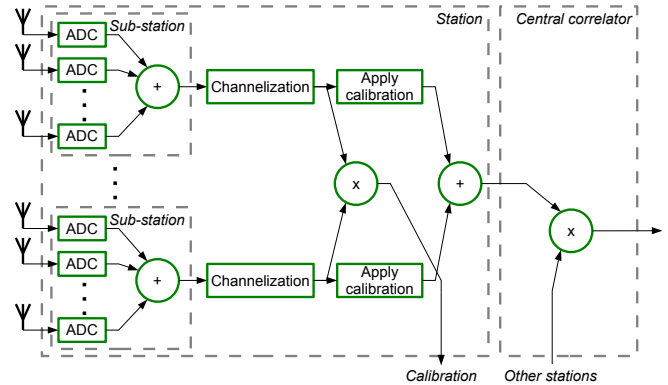 Sub-station
Station
Central correlator
ADC
ADC
ADC
+
Channelization
Apply
calibration
x
+
Sub-station
ADC
ADC
ADC
+
Channelization
Apply
calibration
x
Calibration
Other stations